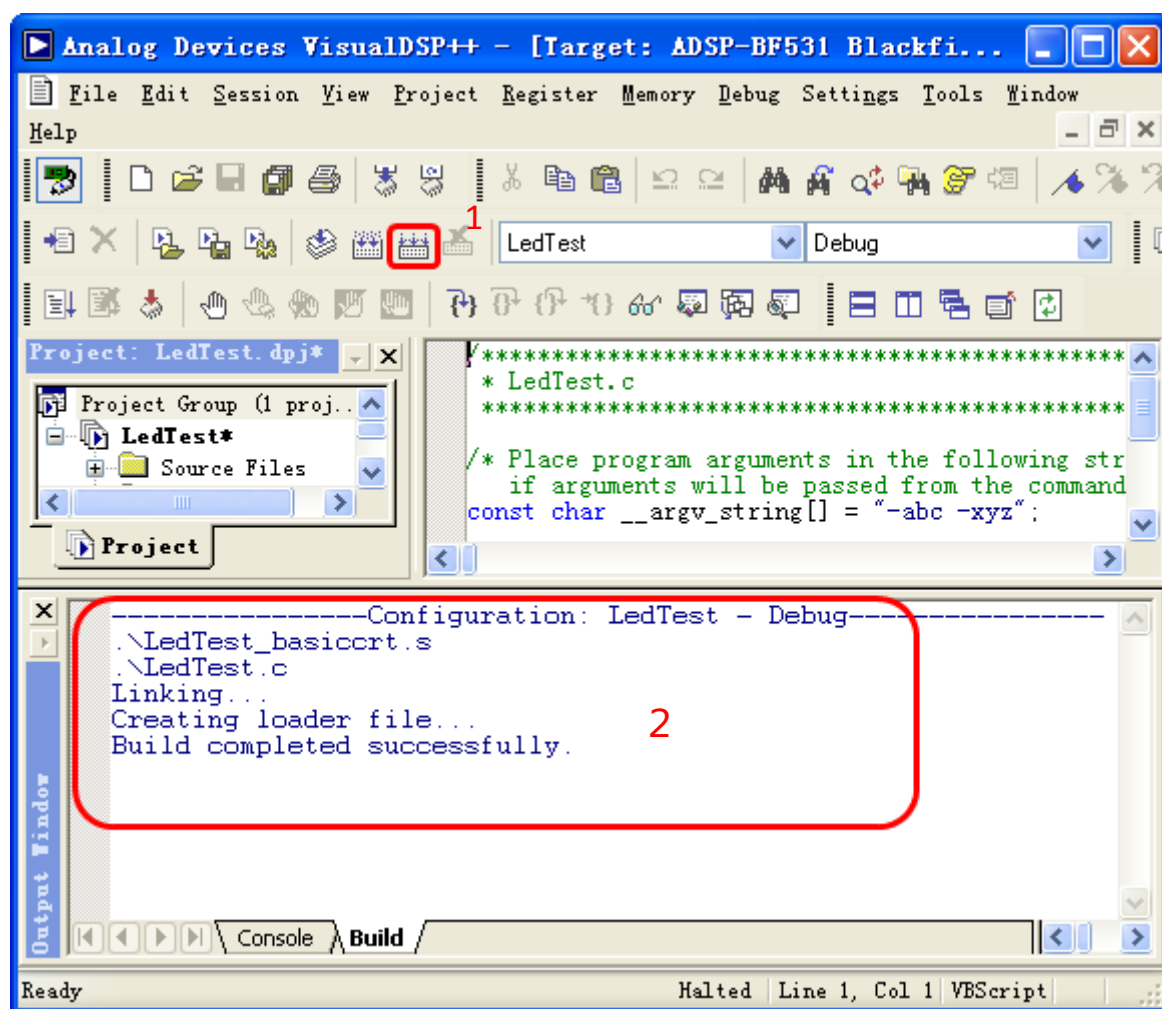 Analog Devices VisualDSP++ - [Target: ADSP-BF531 Blackfi...
File Edit Session View Project Register Memory Debug Settings Tools Window
Help
1
LedTest Debug
Project: LedTest.dpj*
Project Group (1 proj..
LedTest*
Source Files
Project
/**********************************************
* LedTest.c
**********************************************
/* Place program arguments in the following str
if arguments will be passed from the command
const char __argv_string[] = "-abc -xyz";
----------------Configuration: LedTest - Debug----------------
.\LedTest_basiccrt.s
.\LedTest.c
Linking...
Creating loader file...
Build completed successfully.
2
Output Window
Console Build
Ready Halted Line 1, Col 1 VBScript